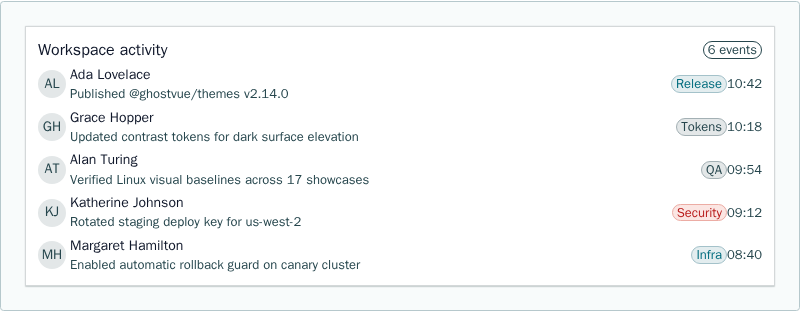 Workspace activity 6 events
AL Ada Lovelace
Published @ghostvue/themes v2.14.0 Release 10:42
GH Grace Hopper
Updated contrast tokens for dark surface elevation Tokens 10:18
AT Alan Turing
Verified Linux visual baselines across 17 showcases QA 09:54
KJ Katherine Johnson
Rotated staging deploy key for us-west-2 Security 09:12
MH Margaret Hamilton
Enabled automatic rollback guard on canary cluster Infra 08:40